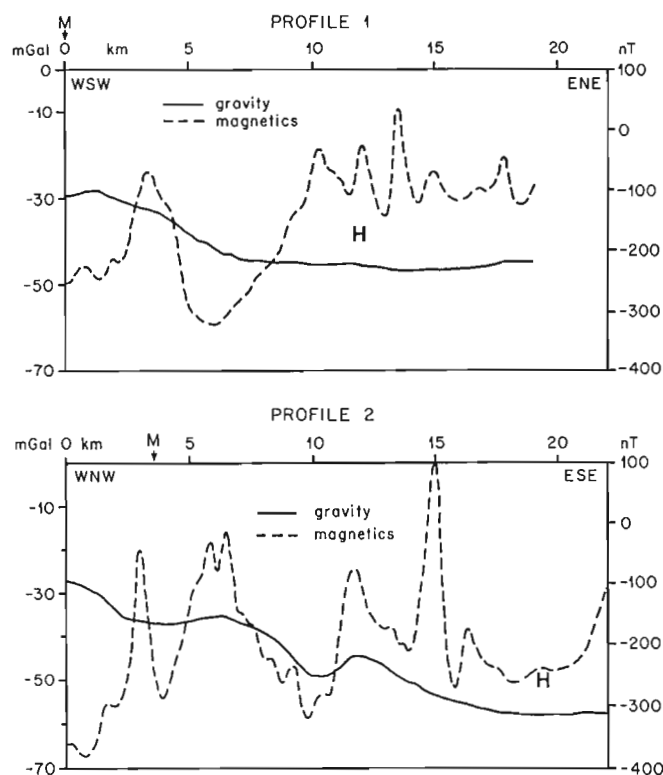 PROFILE 1
M
mGal 0 km 5 10 15 20 nT
0 100
WSW ENE
gravity
magnetics
-10
0
-30 -100
H
-200
-50
-300
-70 -400
PROFILE 2
mGal 0 km M 5 10 15 20 nT
100
WNW ESE
-10
gravity
0
magnetics
-30 -100
-200
-50
H
-300
-70 -400